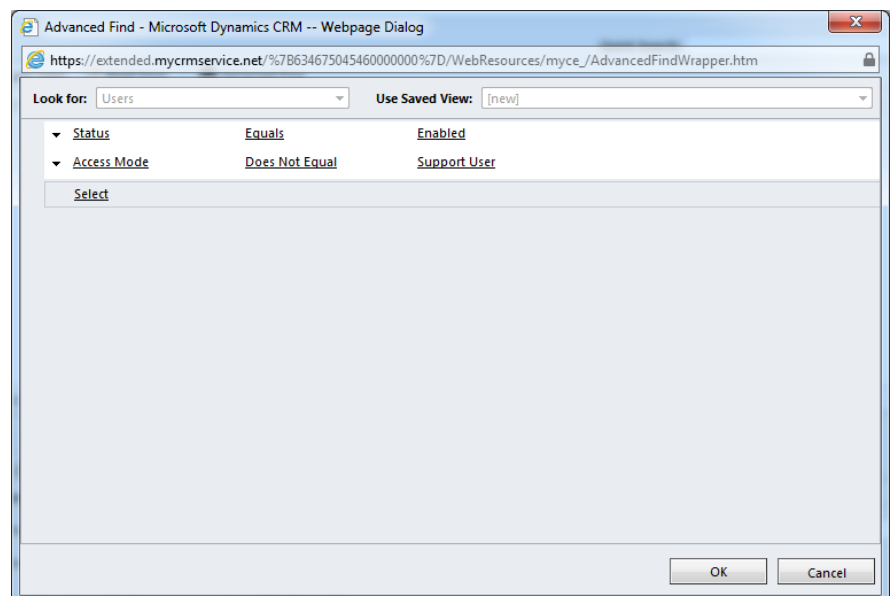 Advanced Find - Microsoft Dynamics CRM -- Webpage Dialog
https://extended.mycrmservice.net/%7B634675045460000000%7D/WebResources/myce_/AdvancedFindWrapper.htm
Look for: Users Use Saved View: [new]
Status Equals Enabled
Access Mode Does Not Equal Support User
Select
OK Cancel